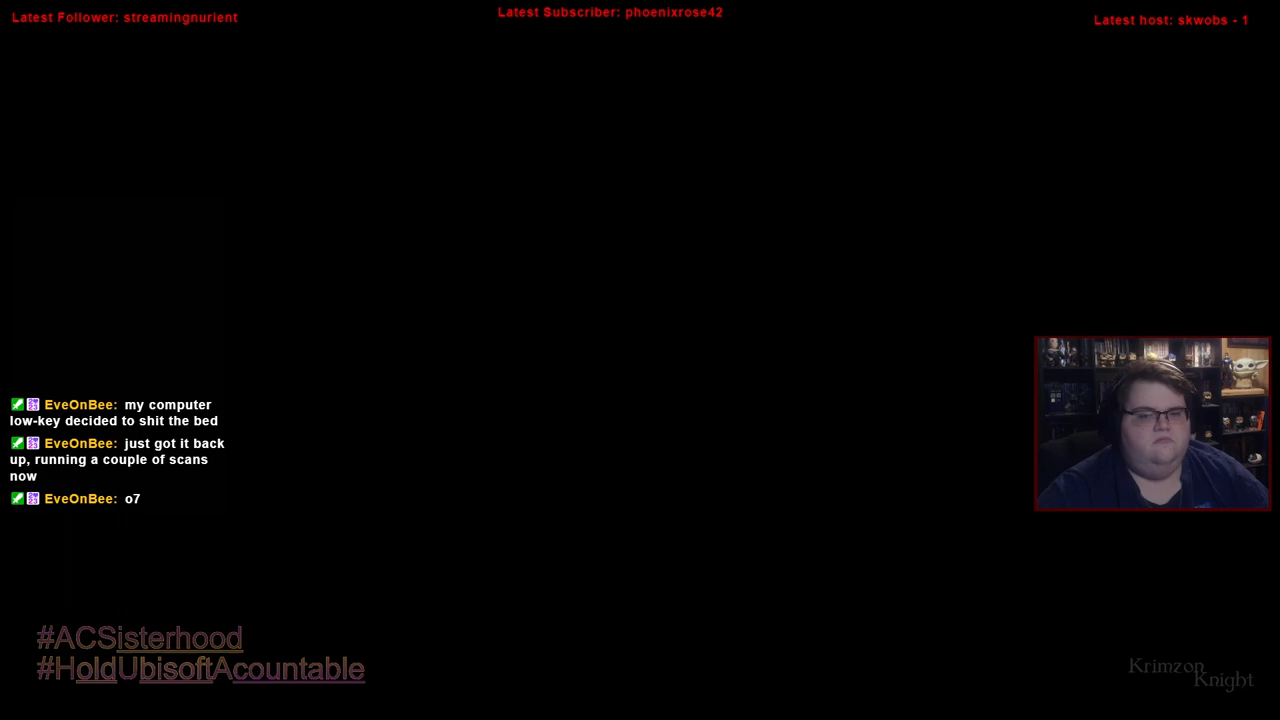 Latest Follower: streamingnurient
Latest Subscriber: phoenixrose42
Latest host: skwobs - 1
EveOnBee: my computer
low-key decided to shit the bed
EveOnBee: just got it back
up, running a couple of scans
now
EveOnBee: o7
#ACSisterhood
#HoldUbisoftAcountable
Krimzon
Knight